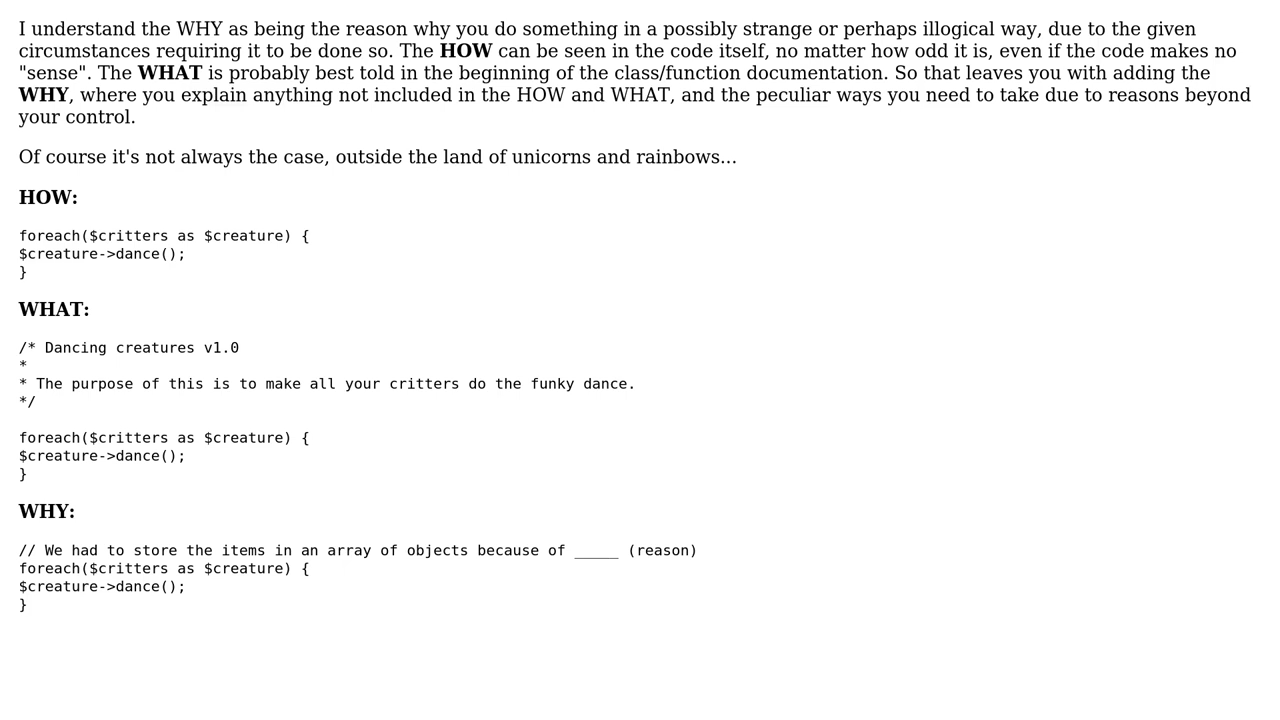 I understand the WHY as being the reason why you do something in a possibly strange or perhaps illogical way, due to the given
circumstances requiring it to be done so. The HOW can be seen in the code itself, no matter how odd it is, even if the code makes no
"sense". The WHAT is probably best told in the beginning of the class/function documentation. So that leaves you with adding the
WHY, where you explain anything not included in the HOW and WHAT, and the peculiar ways you need to take due to reasons beyond
your control.
Of course it's not always the case, outside the land of unicorns and rainbows...
HOW:
foreach($critters as $creature) {
$creature->dance();
}
WHAT:
/* Dancing creatures v1.0
*
* The purpose of this is to make all your critters do the funky dance.
*/
foreach($critters as $creature) {
$creature->dance();
}
WHY:
// We had to store the items in an array of objects because of _____ (reason)
foreach($critters as $creature) {
$creature->dance();
}